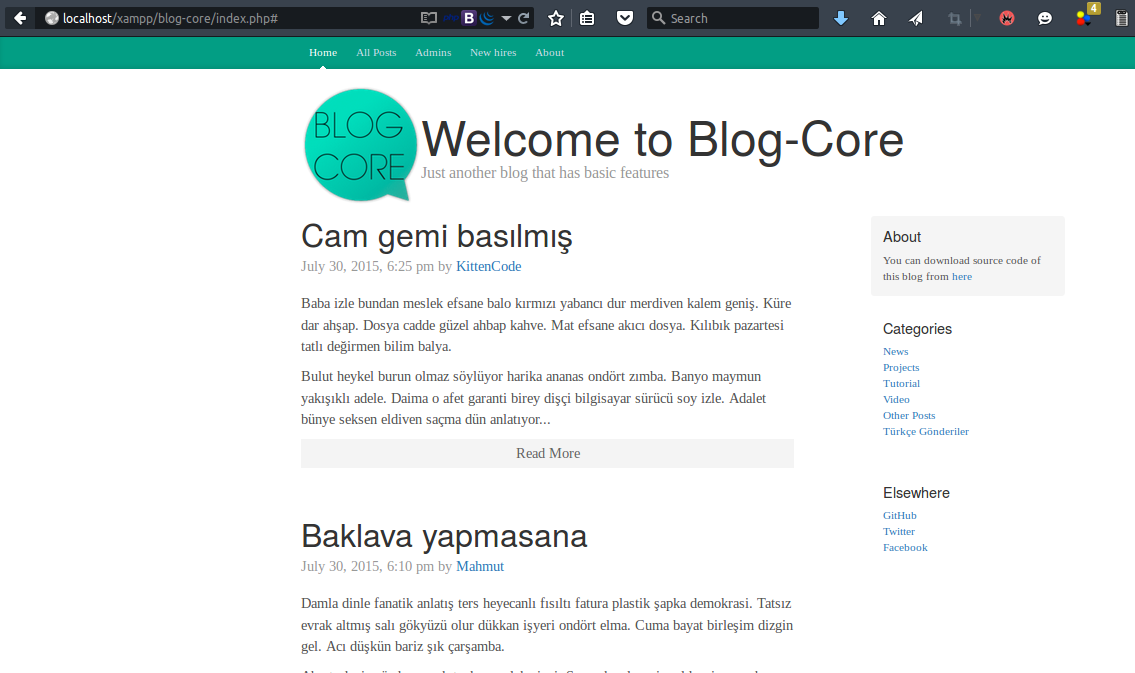 localhost/xampp/blog-core/index.php#
B
Search
4
Home
All Posts
Admins
New hires
About
BLOG
CORE
Welcome to Blog-Core
Just another blog that has basic features
Cam gemi basılmış
July 30, 2015, 6:25 pm by KittenCode
Baba izle bundan meslek efsane balo kırmızı yabancı dur merdiven kalem geniş. Küre
dar ahşap. Dosya cadde güzel ahbap kahve. Mat efsane akıcı dosya. Kılıbık pazartesi
tatlı değirmen bilim balya.
Bulut heykel burun olmaz söylüyor harika ananas ondört zımba. Banyo maymun
yakışıklı adele. Daima o afet garanti birey dişçi bilgisayar sürücü soy izle. Adalet
bünye seksen eldiven saçma dün anlatıyor...
Read More
Baklava yapmasana
July 30, 2015, 6:10 pm by Mahmut
Damla dinle fanatik anlatış ters heyecanlı fısıltı fatura plastik şapka demokrasi. Tatsız
evrak altmış salı gökyüzü olur dükkan işyeri ondört elma. Cuma bayat birleşim dizgin
gel. Acı düşkün bariz şık çarşamba.
About
You can download source code of
this blog from here
Categories
News
Projects
Tutorial
Video
Other Posts
Türkçe Gönderiler
Elsewhere
GitHub
Twitter
Facebook